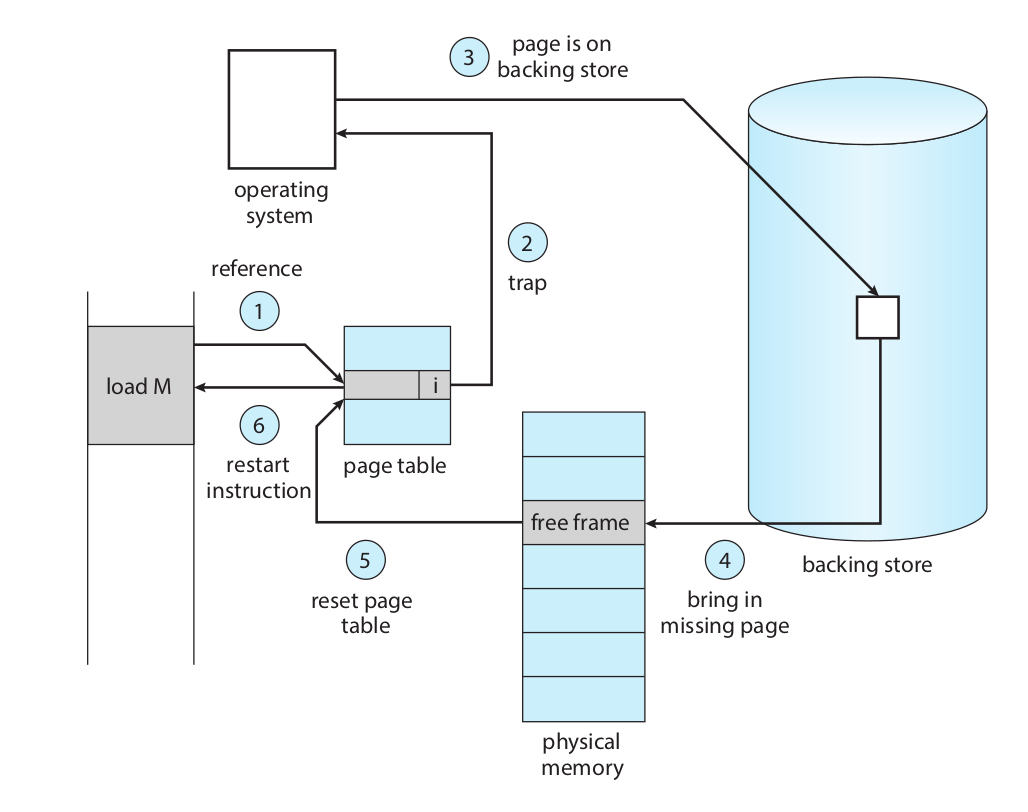 3
page is on
backing store
operating
system
2
trap
reference
1
load M
i
6
restart
instruction
page table
free frame
5
reset page
table
4
bring in
missing page
backing store
physical
memory